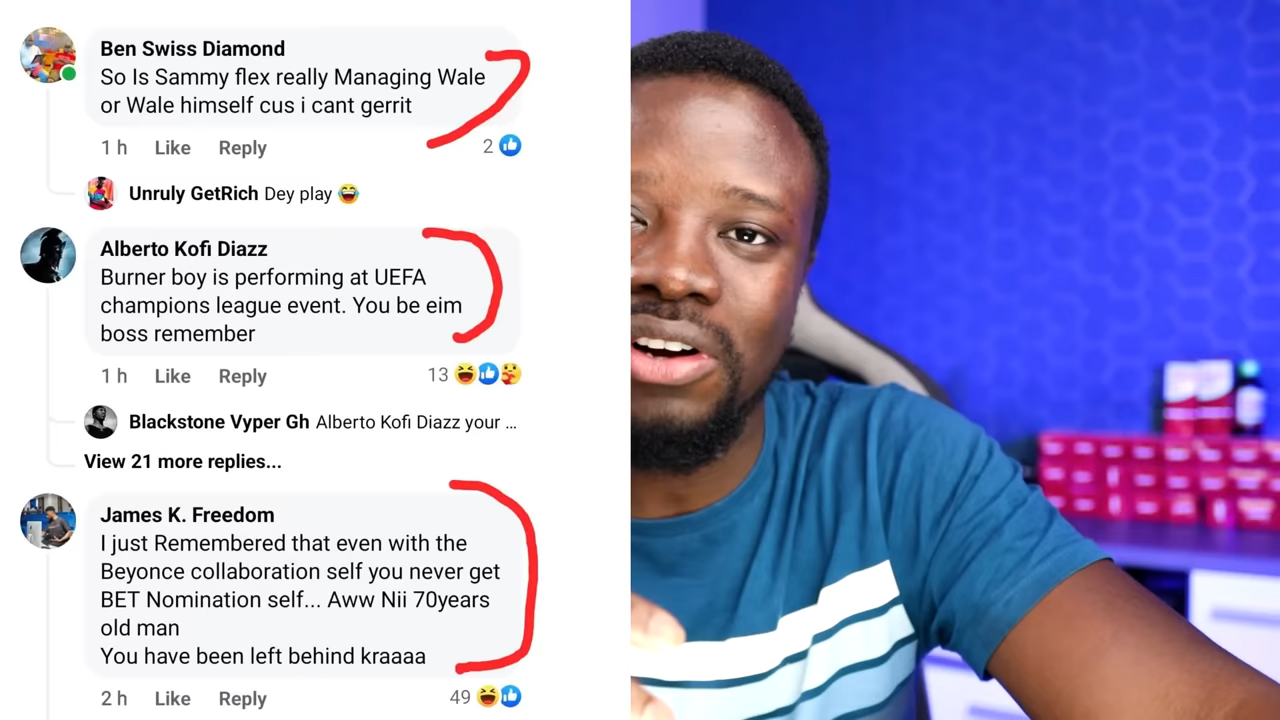 Ben Swiss Diamond
So Is Sammy flex really Managing Wale
or Wale himself cus i cant gerrit
1 h Like Reply 2
Unruly GetRich Dey play 😂
Alberto Kofi Diazz
Burner boy is performing at UEFA
champions league event. You be eim
boss remember
1 h Like Reply 13
Blackstone Vyper Gh Alberto Kofi Diazz your ...
View 21 more replies...
James K. Freedom
I just Remembered that even with the
Beyonce collaboration self you never get
BET Nomination self... Aww Nii 70years
old man
You have been left behind kraaaa
2 h Like Reply 49